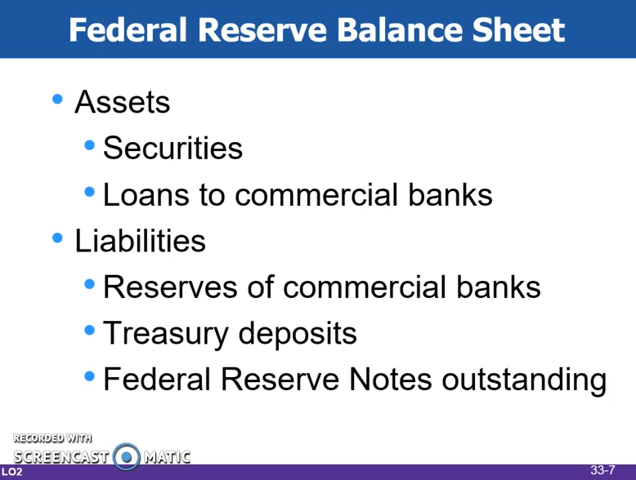 Federal Reserve Balance Sheet
• Assets
• Securities
• Loans to commercial banks
• Liabilities
• Reserves of commercial banks
• Treasury deposits
• Federal Reserve Notes outstanding
RECORDED WITH
SCREENCAST MATIC
LO2
33-7